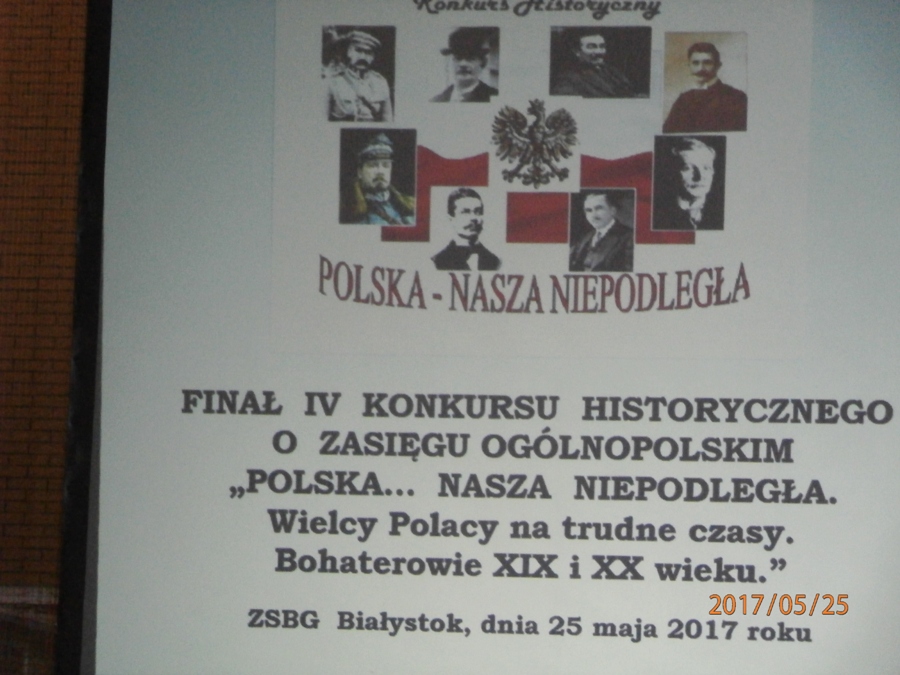 Konkurs Historyczny
POLSKA - NASZA NIEPODLEGŁA
FINAŁ IV KONKURSU HISTORYCZNEGO
O ZASIĘGU OGÓLNOPOLSKIM
„POLSKA... NASZA NIEPODLEGŁA.
Wielcy Polacy na trudne czasy.
Bohaterowie XIX i XX wieku.”
2017/05/25
ZSBG Białystok, dnia 25 maja 2017 roku